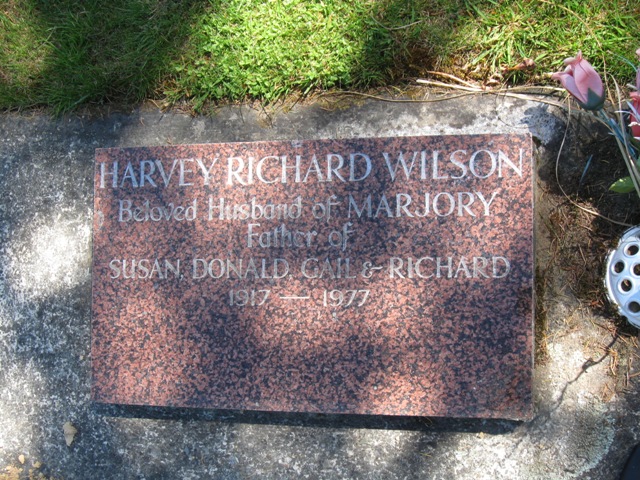 HARVEY RICHARD WILSON
Beloved Husband of MARJORY
Father of
SUSAN, DONALD, GAIL & RICHARD
1917 — 1977